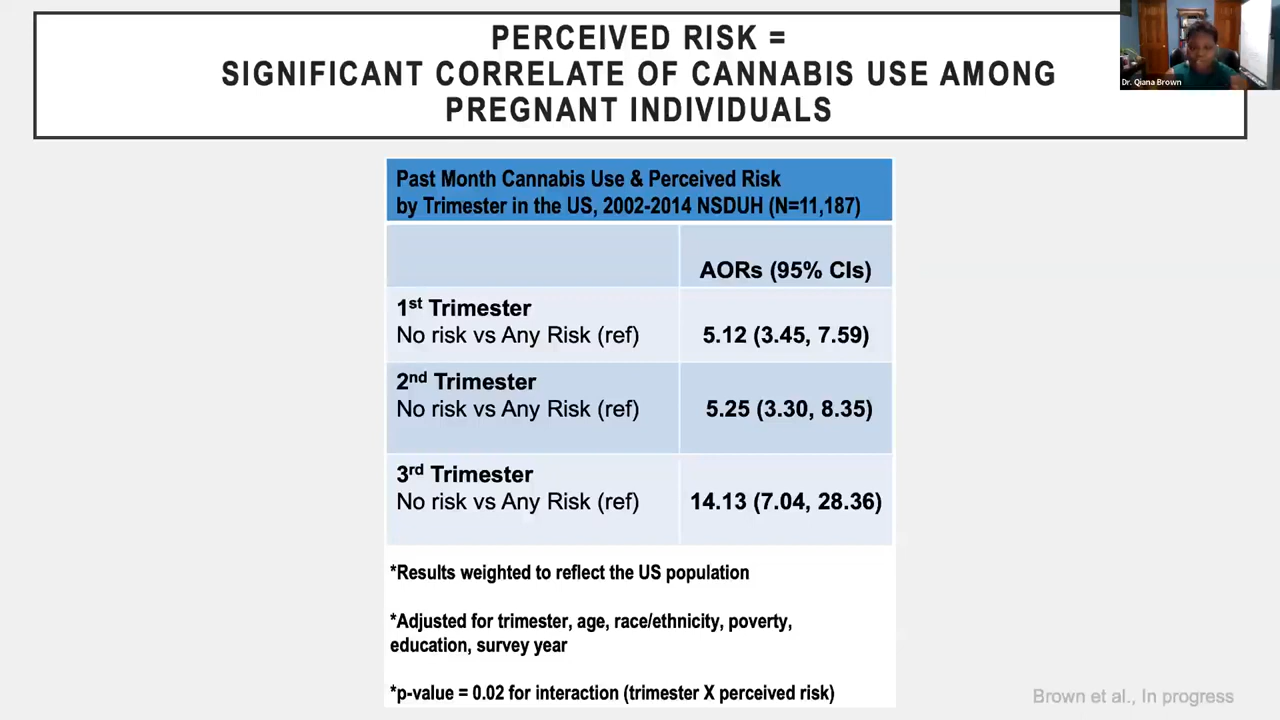 PERCEIVED RISK =
SIGNIFICANT CORRELATE OF CANNABIS USE AMONG
PREGNANT INDIVIDUALS
Dr. Qiana Brown
Past Month Cannabis Use & Perceived Risk
by Trimester in the US, 2002-2014 NSDUH (N=11,187)
AORs (95% CIs)
1st Trimester
No risk vs Any Risk (ref)
5.12 (3.45, 7.59)
2nd Trimester
No risk vs Any Risk (ref)
5.25 (3.30, 8.35)
3rd Trimester
No risk vs Any Risk (ref)
14.13 (7.04, 28.36)
*Results weighted to reflect the US population
*Adjusted for trimester, age, race/ethnicity, poverty,
education, survey year
*p-value = 0.02 for interaction (trimester X perceived risk)
Brown et al., In progress